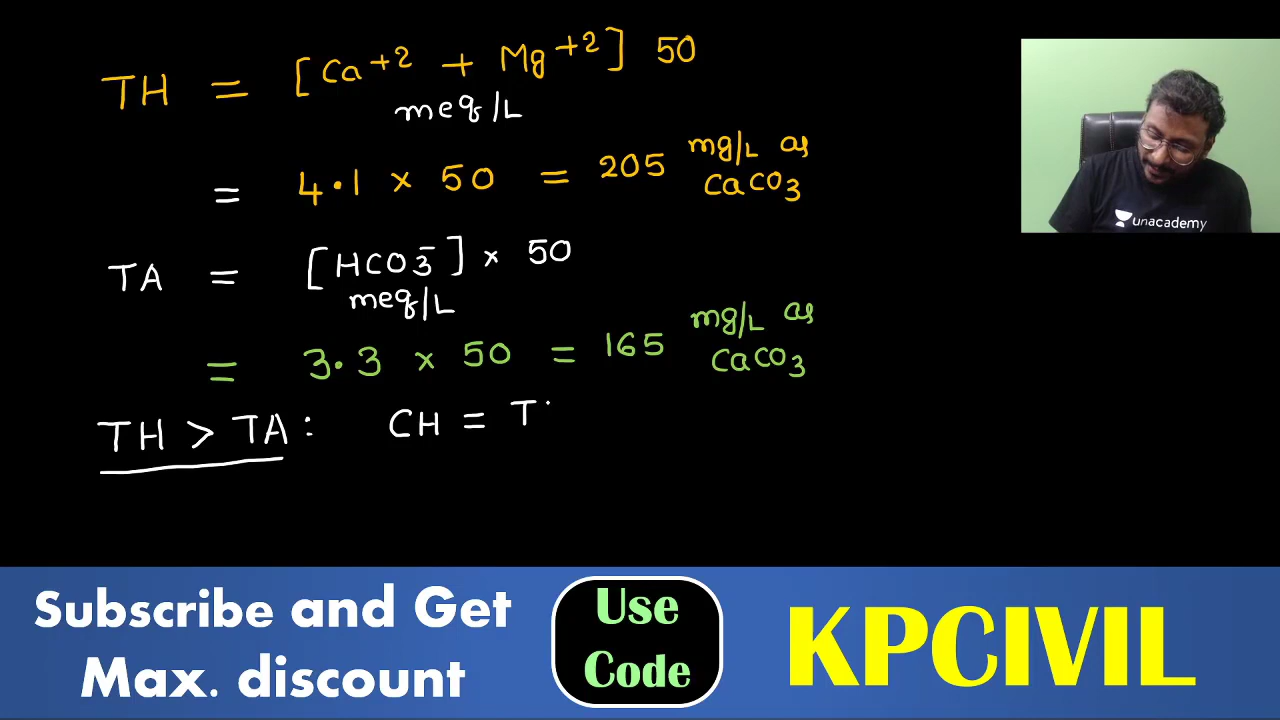 TH = [Ca+2 + Mg+2] 50
meq/L
= 4.1 × 50 = 205 mg/L as CaCO3
TA = [HCO3-] × 50
meq/L
= 3.3 × 50 = 165 mg/L as CaCO3
TH > TA : CH = T
unacademy
Subscribe and Get
Max. discount
Use
Code
KPCIVIL